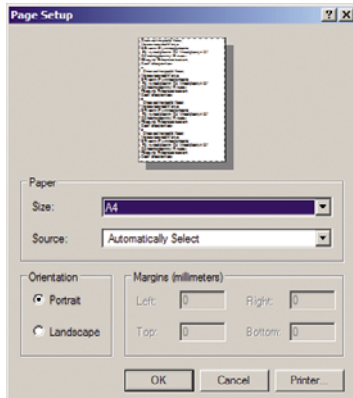 Page Setup
Paper
Size: A4
Source: Automatically Select
Orientation
Portrait
Landscape
Margins (millimeters)
Left: 0 Right: 0
Top: 0 Bottom: 0
OK Cancel Printer...